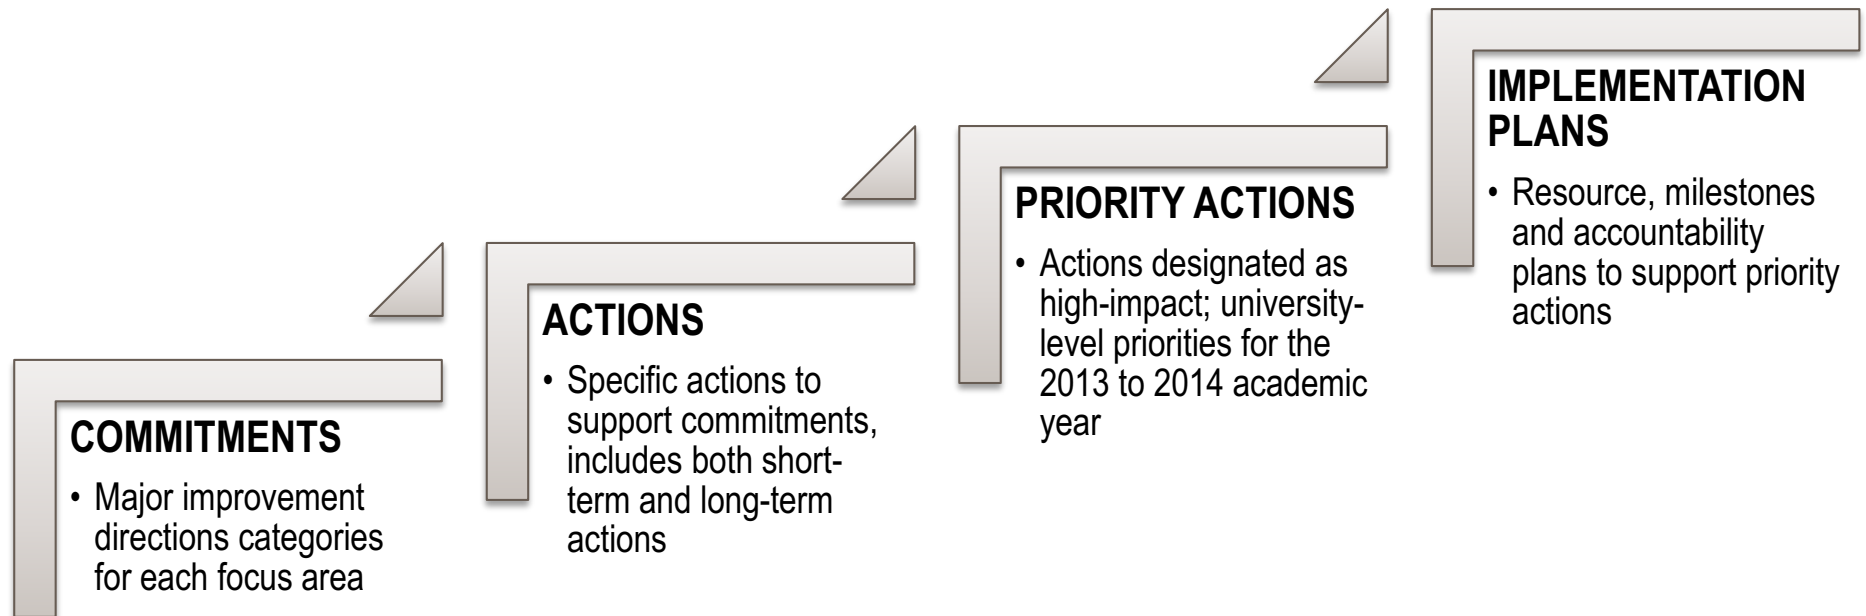 COMMITMENTS
• Major improvement
directions categories
for each focus area
ACTIONS
• Specific actions to
support commitments,
includes both short-
term and long-term
actions
PRIORITY ACTIONS
• Actions designated as
high-impact; university-
level priorities for the
2013 to 2014 academic
year
IMPLEMENTATION
PLANS
• Resource, milestones
and accountability
plans to support priority
actions